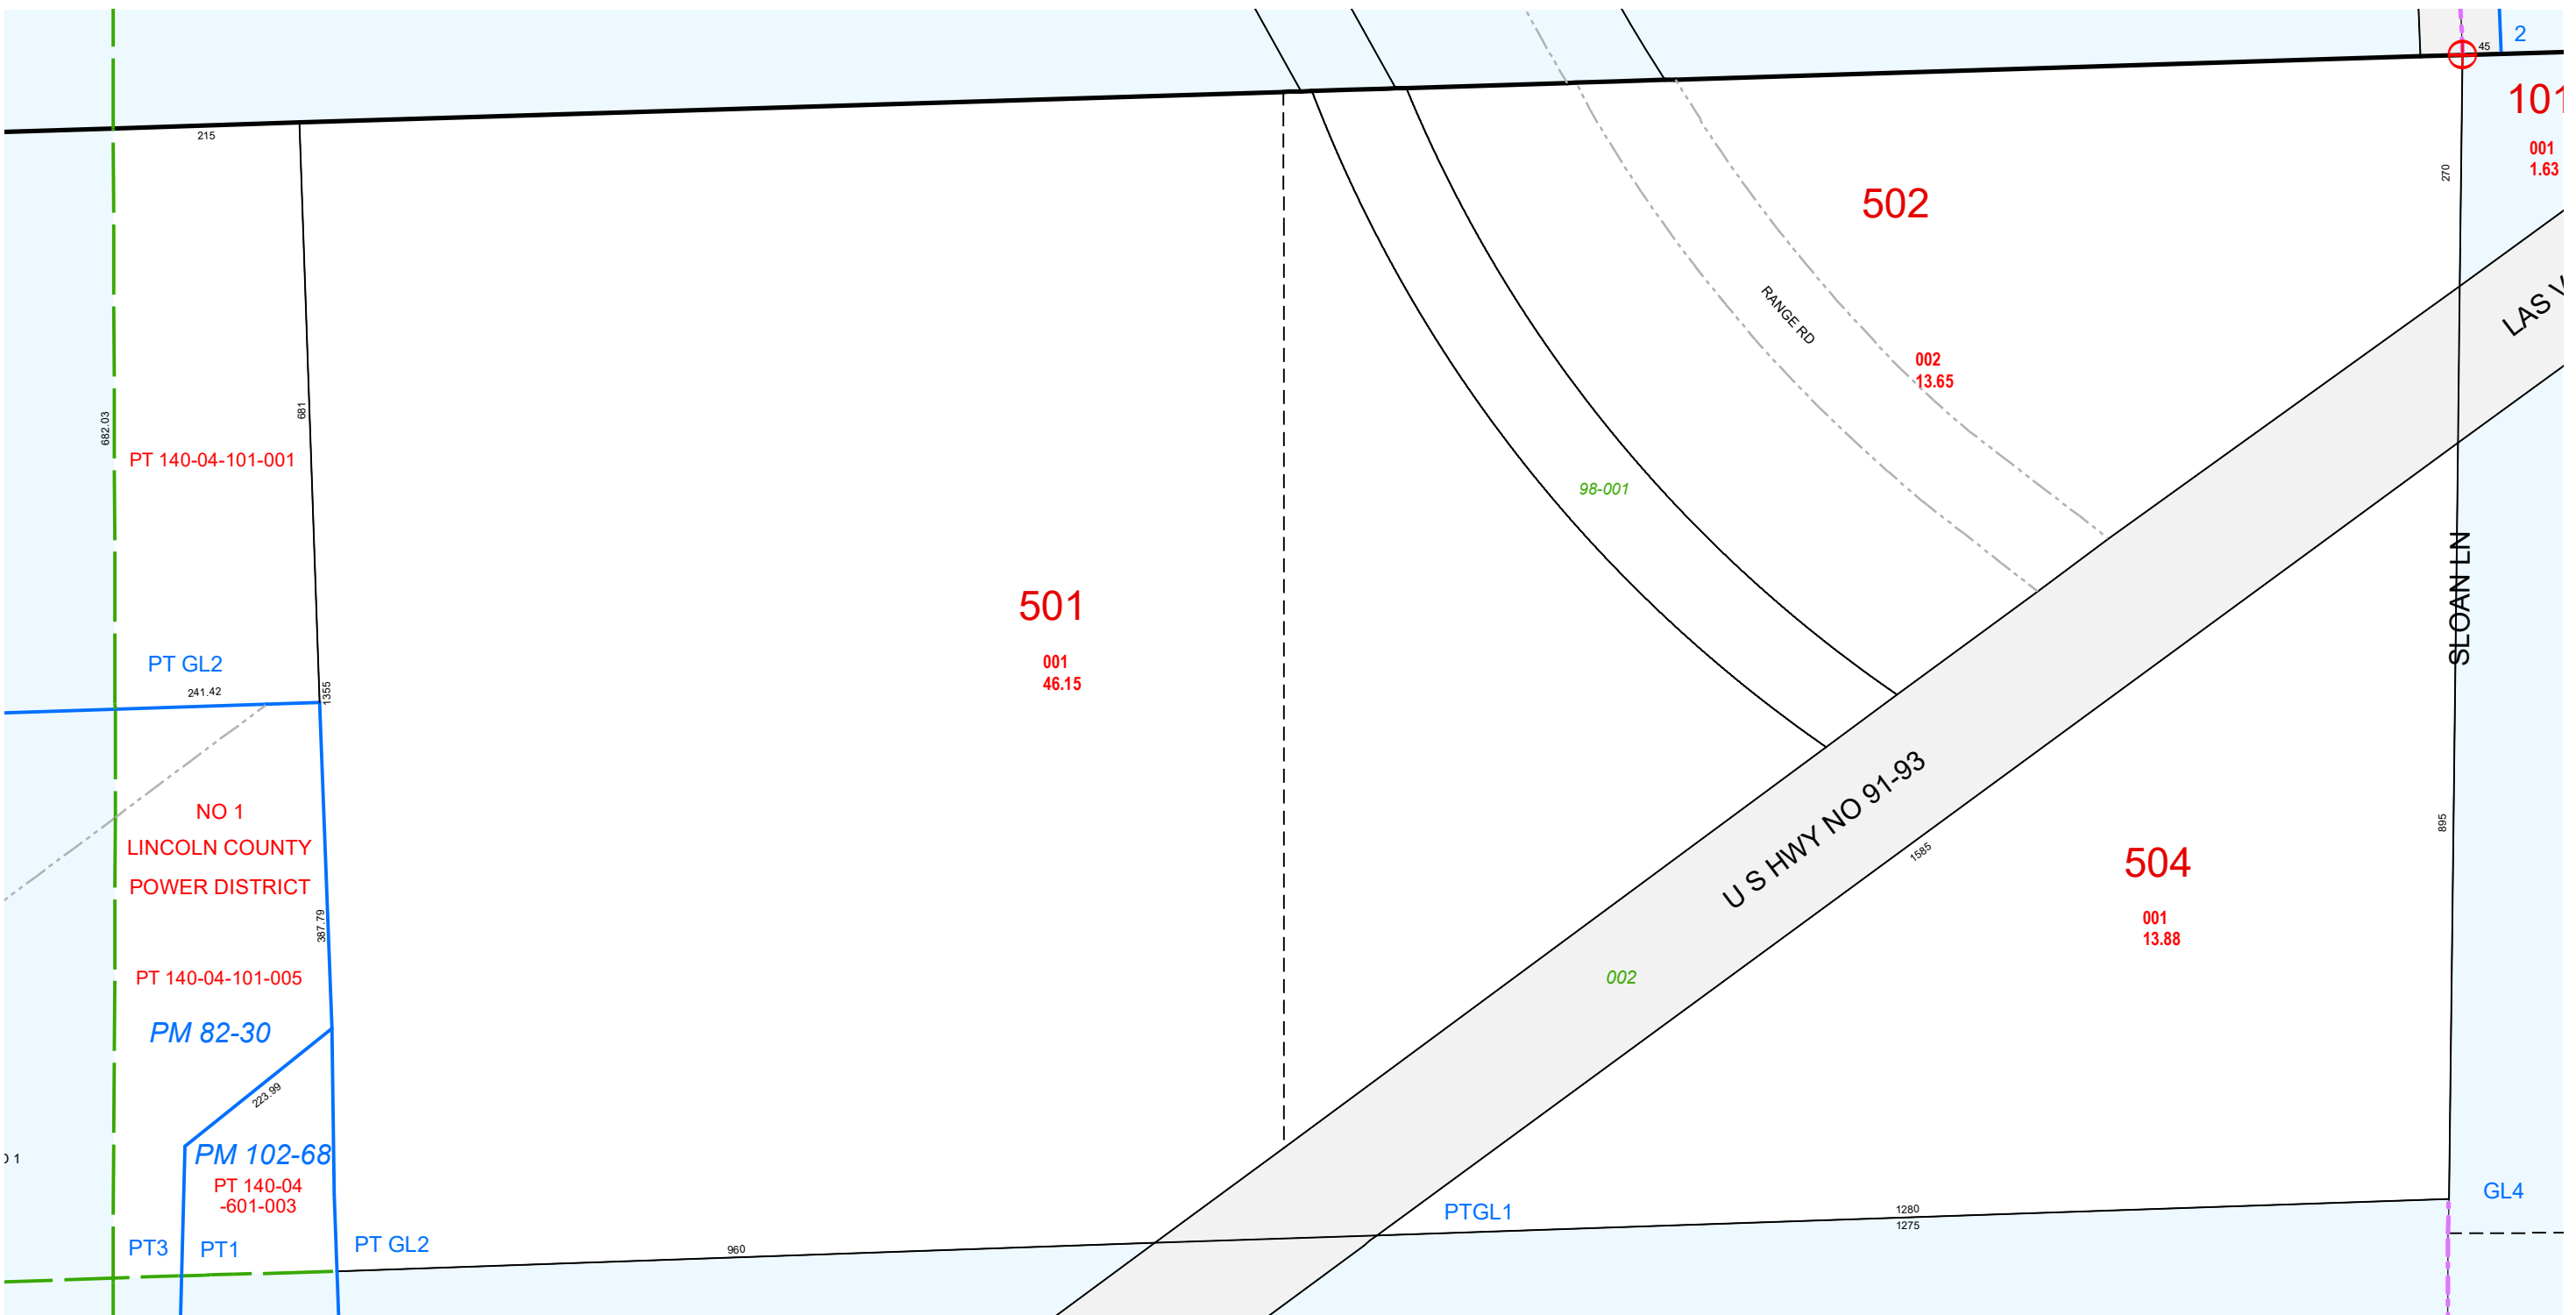 2
45
215
101
001
1.63
270
502
RANGE RD
LAS V
002
13.65
681
682.03
PT 140-04-101-001
98-001
501
001
46.15
SLOAN LN
PT GL2
241.42
1355
NO 1
LINCOLN COUNTY
POWER DISTRICT
U S HWY NO 91-93
1585
895
504
001
13.88
387.79
PT 140-04-101-005
002
PM 82-30
223.99
PM 102-68
O 1
PT 140-04
-601-003
PTGL1
GL4
1280
1275
PT3
PT1
PT GL2
960